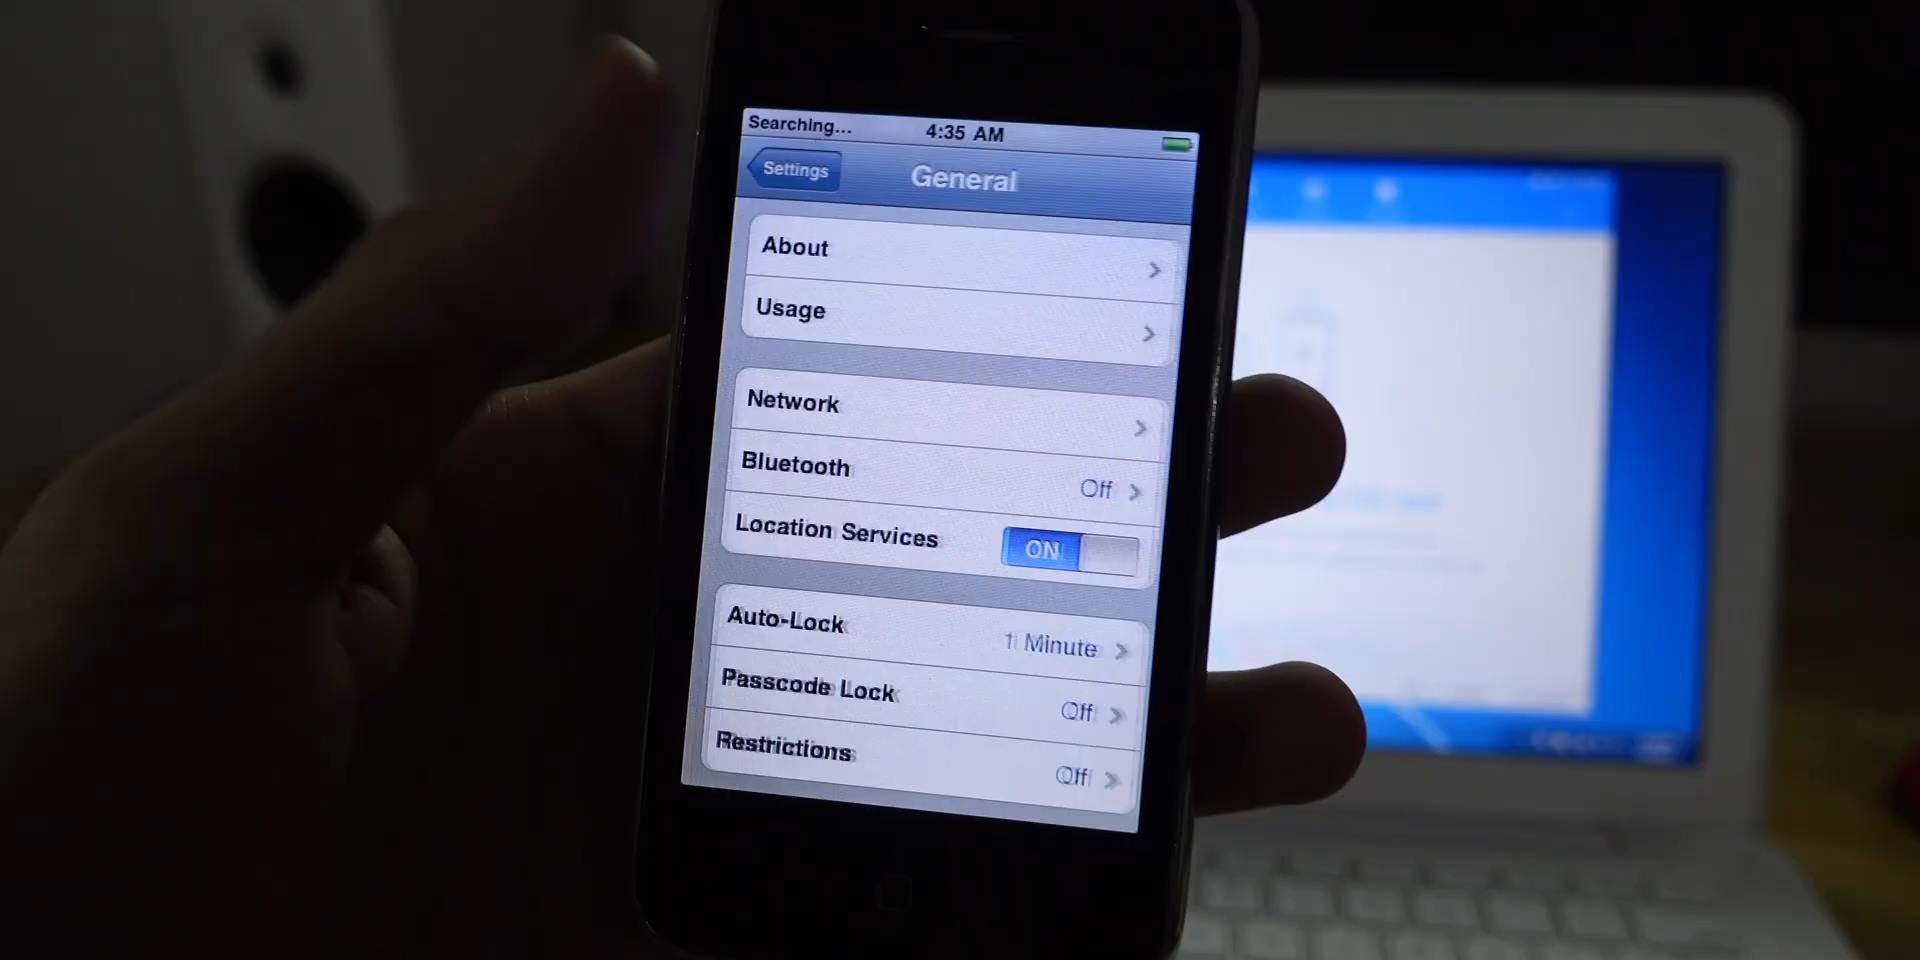 Searching...
4:35 AM
Settings
General
About
Usage
Network
Bluetooth
Off
Location Services
ON
Auto-Lock
1 Minute
Passcode Lock
Off
Restrictions
Off